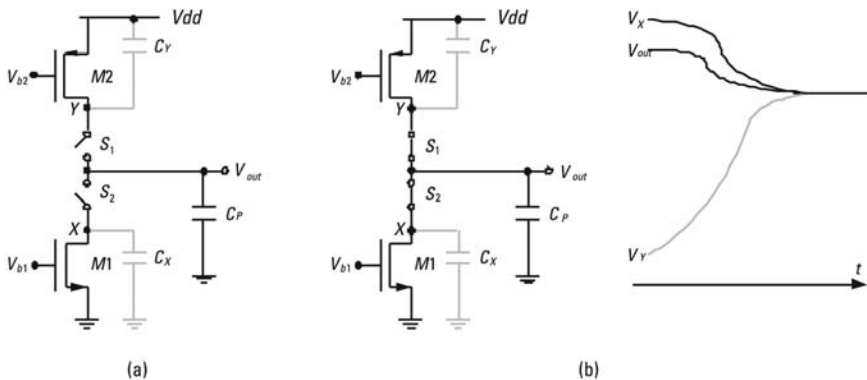 Vdd
C_Y
V_b2
M2
Y
S_1
V_out
S_2
C_P
X
C_X
V_b1
M1
(a)
Vdd
C_Y
V_b2
M2
Y
S_1
V_out
S_2
C_P
X
C_X
V_b1
M1
V_X
V_out
V_Y
t
(b)